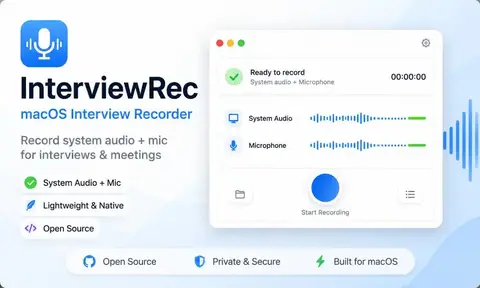 InterviewRec
macOS Interview Recorder
Record system audio + mic
for interviews & meetings
System Audio + Mic
Lightweight & Native
Open Source
Ready to record
System audio + Microphone
00:00:00
System Audio
Microphone
Start Recording
Open Source
Private & Secure
Built for macOS